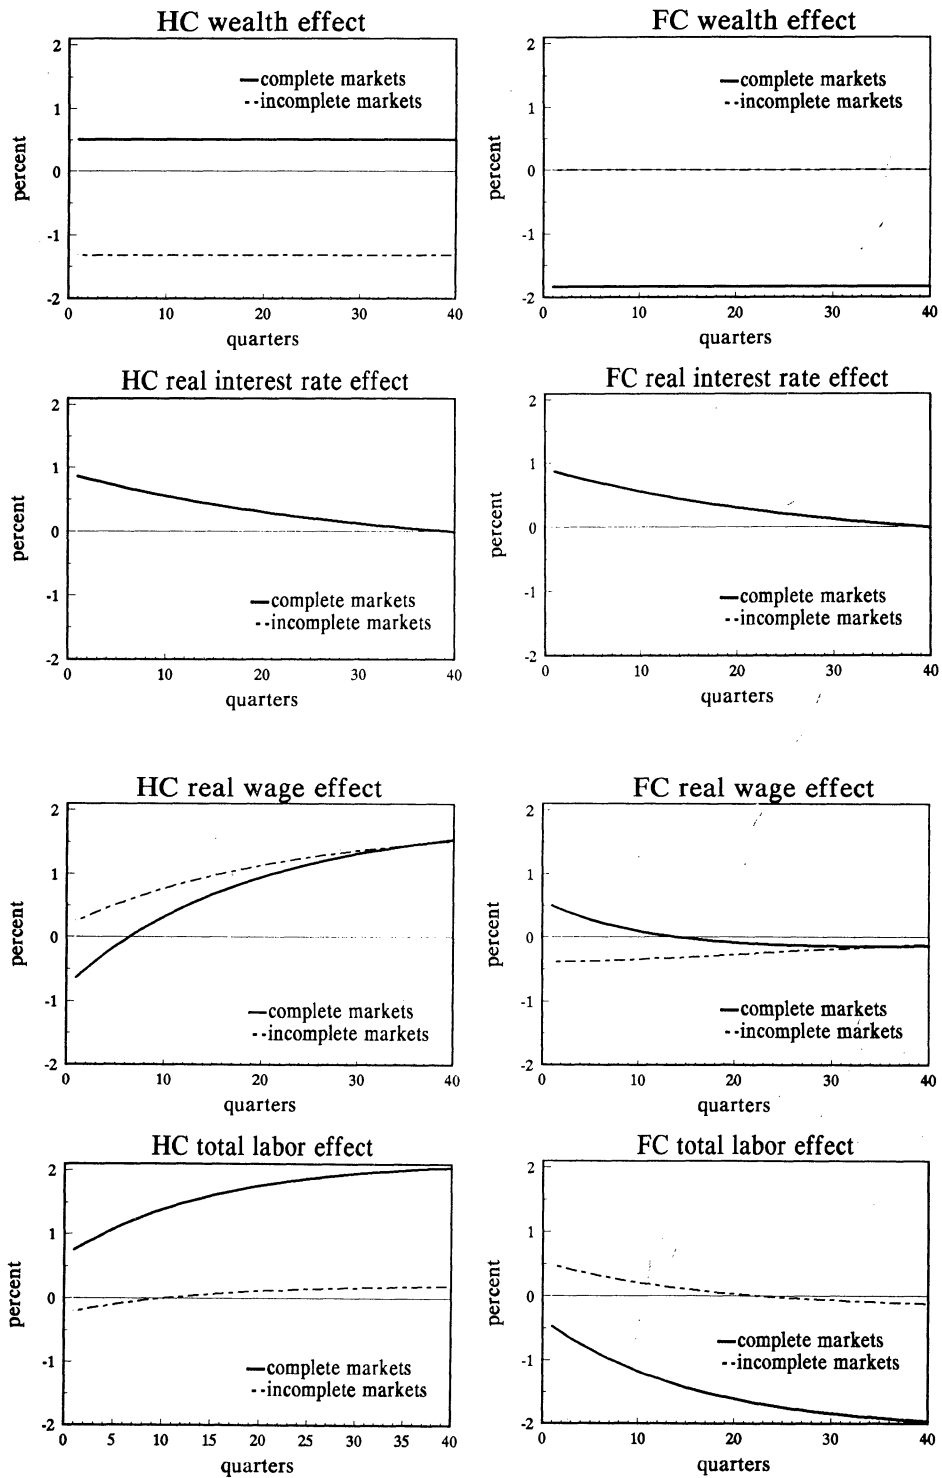 HC wealth effect
2
1
0
-1
-2
percent
complete markets
incomplete markets
0 10 20 30 40
quarters
FC wealth effect
2
1
0
-1
-2
percent
complete markets
incomplete markets
0 10 20 30 40
quarters
HC real interest rate effect
2
1
0
-1
-2
percent
complete markets
incomplete markets
0 10 20 30 40
quarters
FC real interest rate effect
2
1
0
-1
-2
percent
complete markets
incomplete markets
0 10 20 30 40
quarters
HC real wage effect
2
1
0
-1
-2
percent
complete markets
incomplete markets
0 10 20 30 40
quarters
FC real wage effect
2
1
0
-1
-2
percent
complete markets
incomplete markets
0 10 20 30 40
quarters
HC total labor effect
2
1
0
-1
-2
percent
complete markets
incomplete markets
0 5 10 15 20 25 30 35 40
quarters
FC total labor effect
2
1
0
-1
-2
percent
complete markets
incomplete markets
0 10 20 30 40
quarters